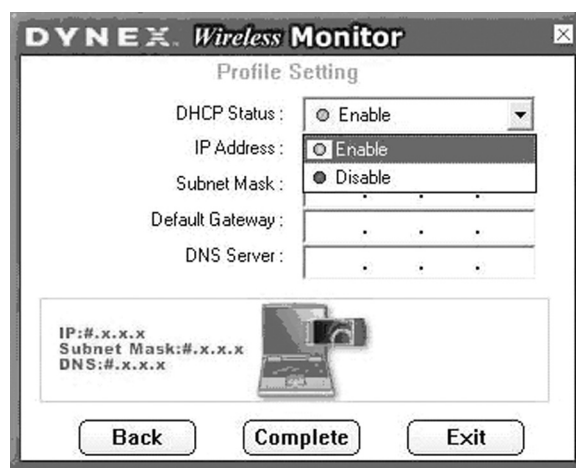 DYNEX Wireless Monitor
Profile Setting
DHCP Status : Enable
IP Address : Enable
Disable
Subnet Mask : . . .
Default Gateway : . . .
DNS Server : . . .
IP:#.x.x.x
Subnet Mask:#.x.x.x
DNS:#.x.x.x
Back Complete Exit